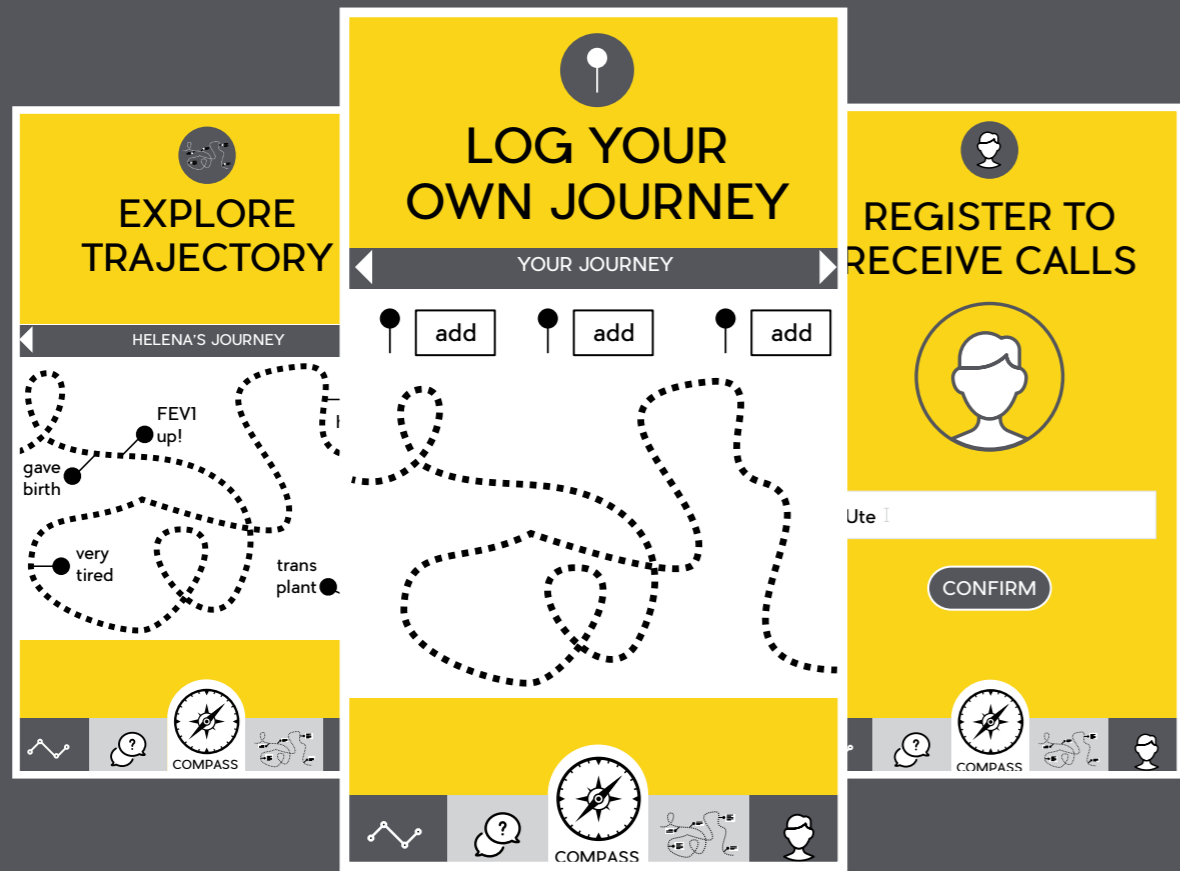 EXPLORE
TRAJECTORY
HELENA'S JOURNEY
FEV1
up!
gave
birth
very
tired
trans
plant
COMPASS
LOG YOUR
OWN JOURNEY
YOUR JOURNEY
add
add
add
?
COMPASS
REGISTER TO
RECEIVE CALLS
Ute
CONFIRM
?
COMPASS